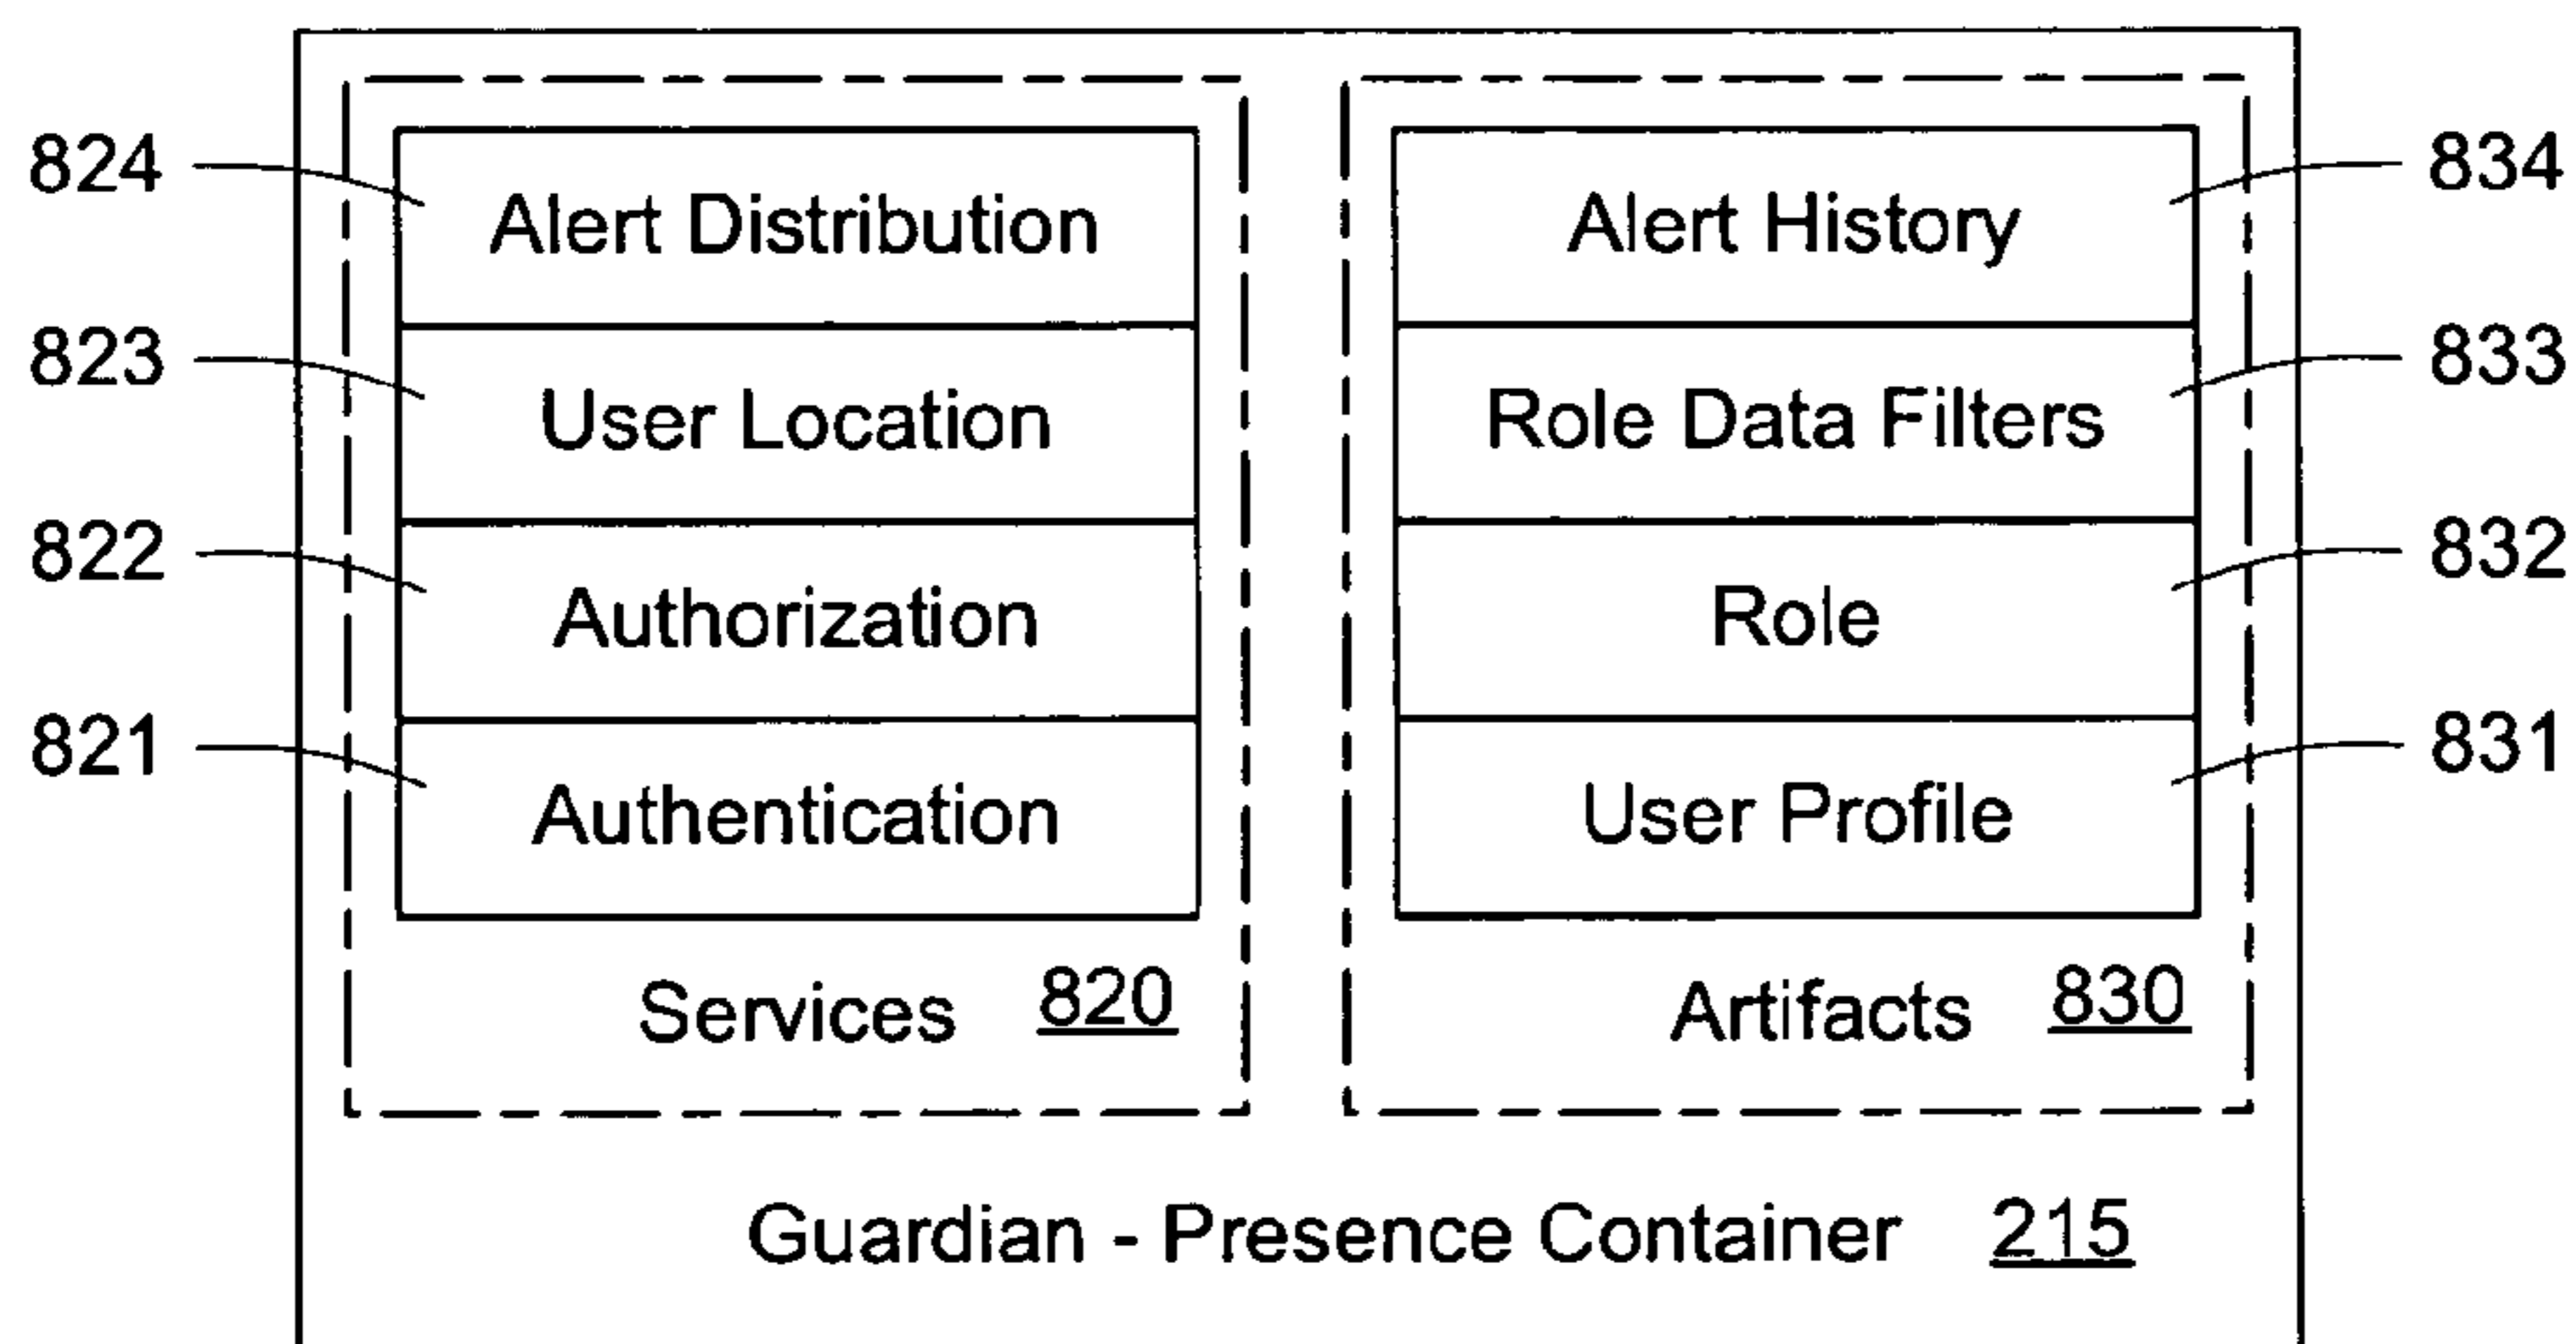 824 Alert Distribution Alert History 834
823 User Location Role Data Filters 833
822 Authorization Role 832
821 Authentication User Profile 831
Services 820 Artifacts 830
Guardian - Presence Container 215